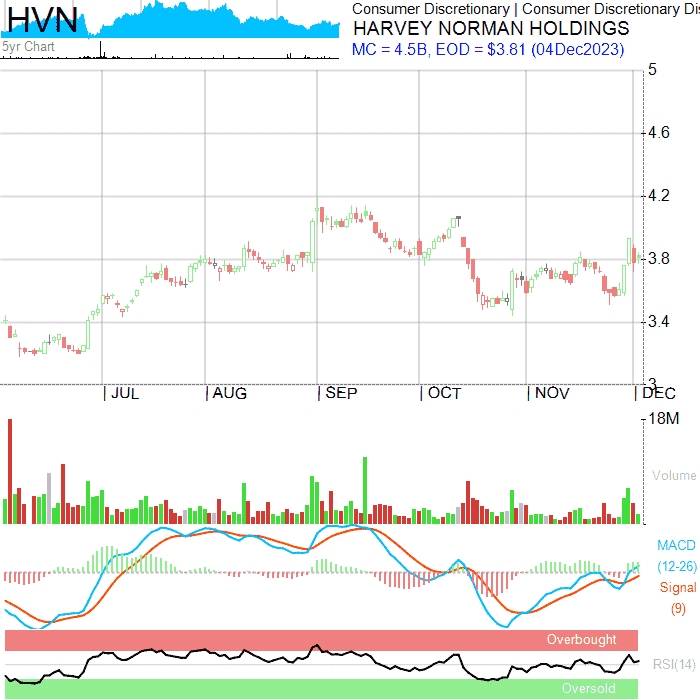 HVN
5yr Chart
Consumer Discretionary | Consumer Discretionary Dis
HARVEY NORMAN HOLDINGS
MC = 4.5B, EOD = $3.81 (04Dec2023)
5
4.6
4.2
3.8
3.4
3
JUL AUG SEP OCT NOV DEC
18M
Volume
MACD
(12-26)
Signal
(9)
Overbought
RSI(14)
Oversold